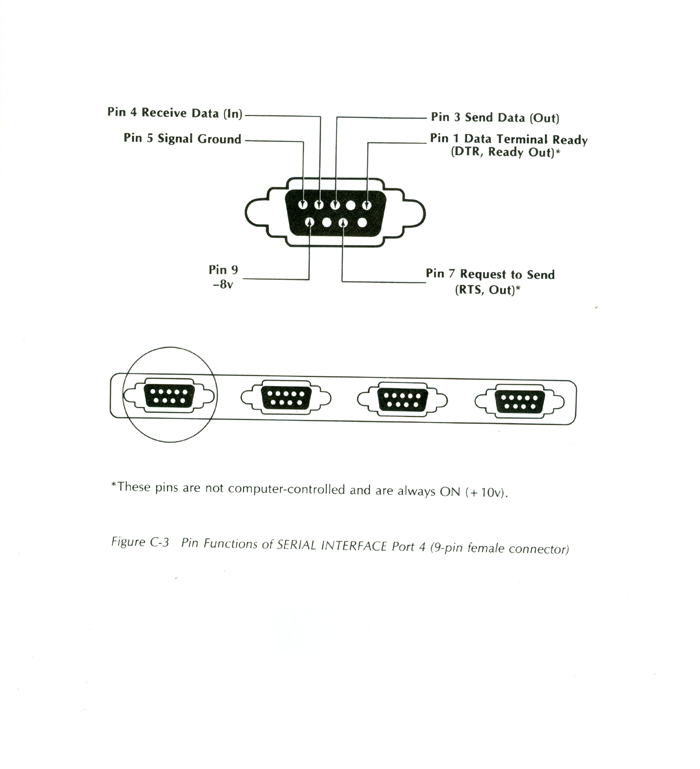 Pin 4 Receive Data (In)
Pin 3 Send Data (Out)
Pin 5 Signal Ground
Pin 1 Data Terminal Ready
(DTR, Ready Out)*
Pin 9
-8v
Pin 7 Request to Send
(RTS, Out)*
*These pins are not computer-controlled and are always ON (+10v).
Figure C-3 Pin Functions of SERIAL INTERFACE Port 4 (9-pin female connector)